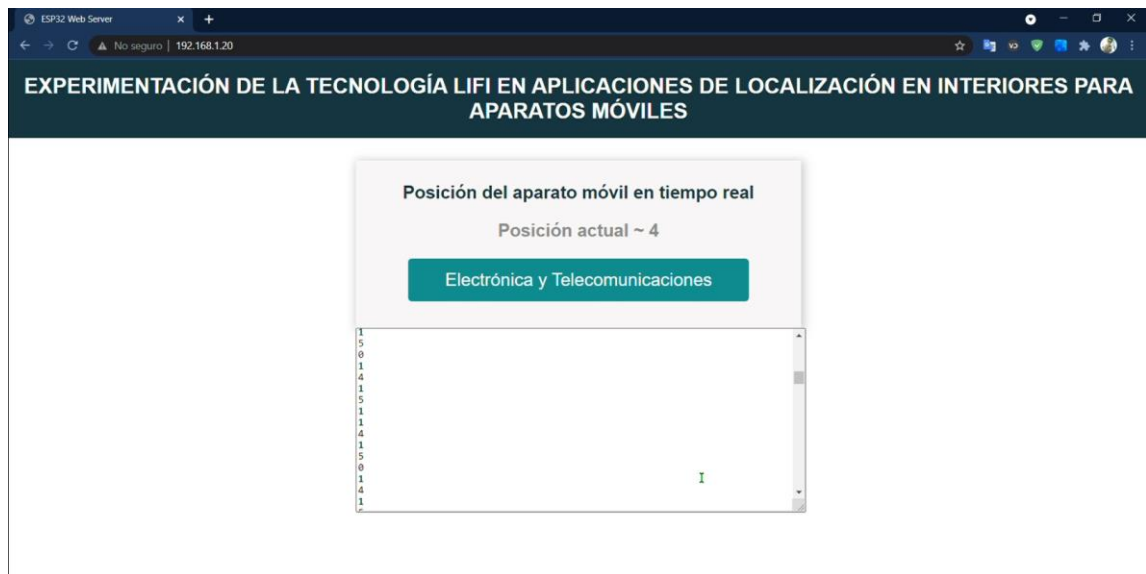 ESP32 Web Server
No seguro | 192.168.1.20
EXPERIMENTACIÓN DE LA TECNOLOGÍA LIFI EN APLICACIONES DE LOCALIZACIÓN EN INTERIORES PARA
APARATOS MÓVILES
Posición del aparato móvil en tiempo real
Posición actual ~ 4
Electrónica y Telecomunicaciones
1
5
0
1
4
1
5
1
1
4
1
5
0
1
4
1